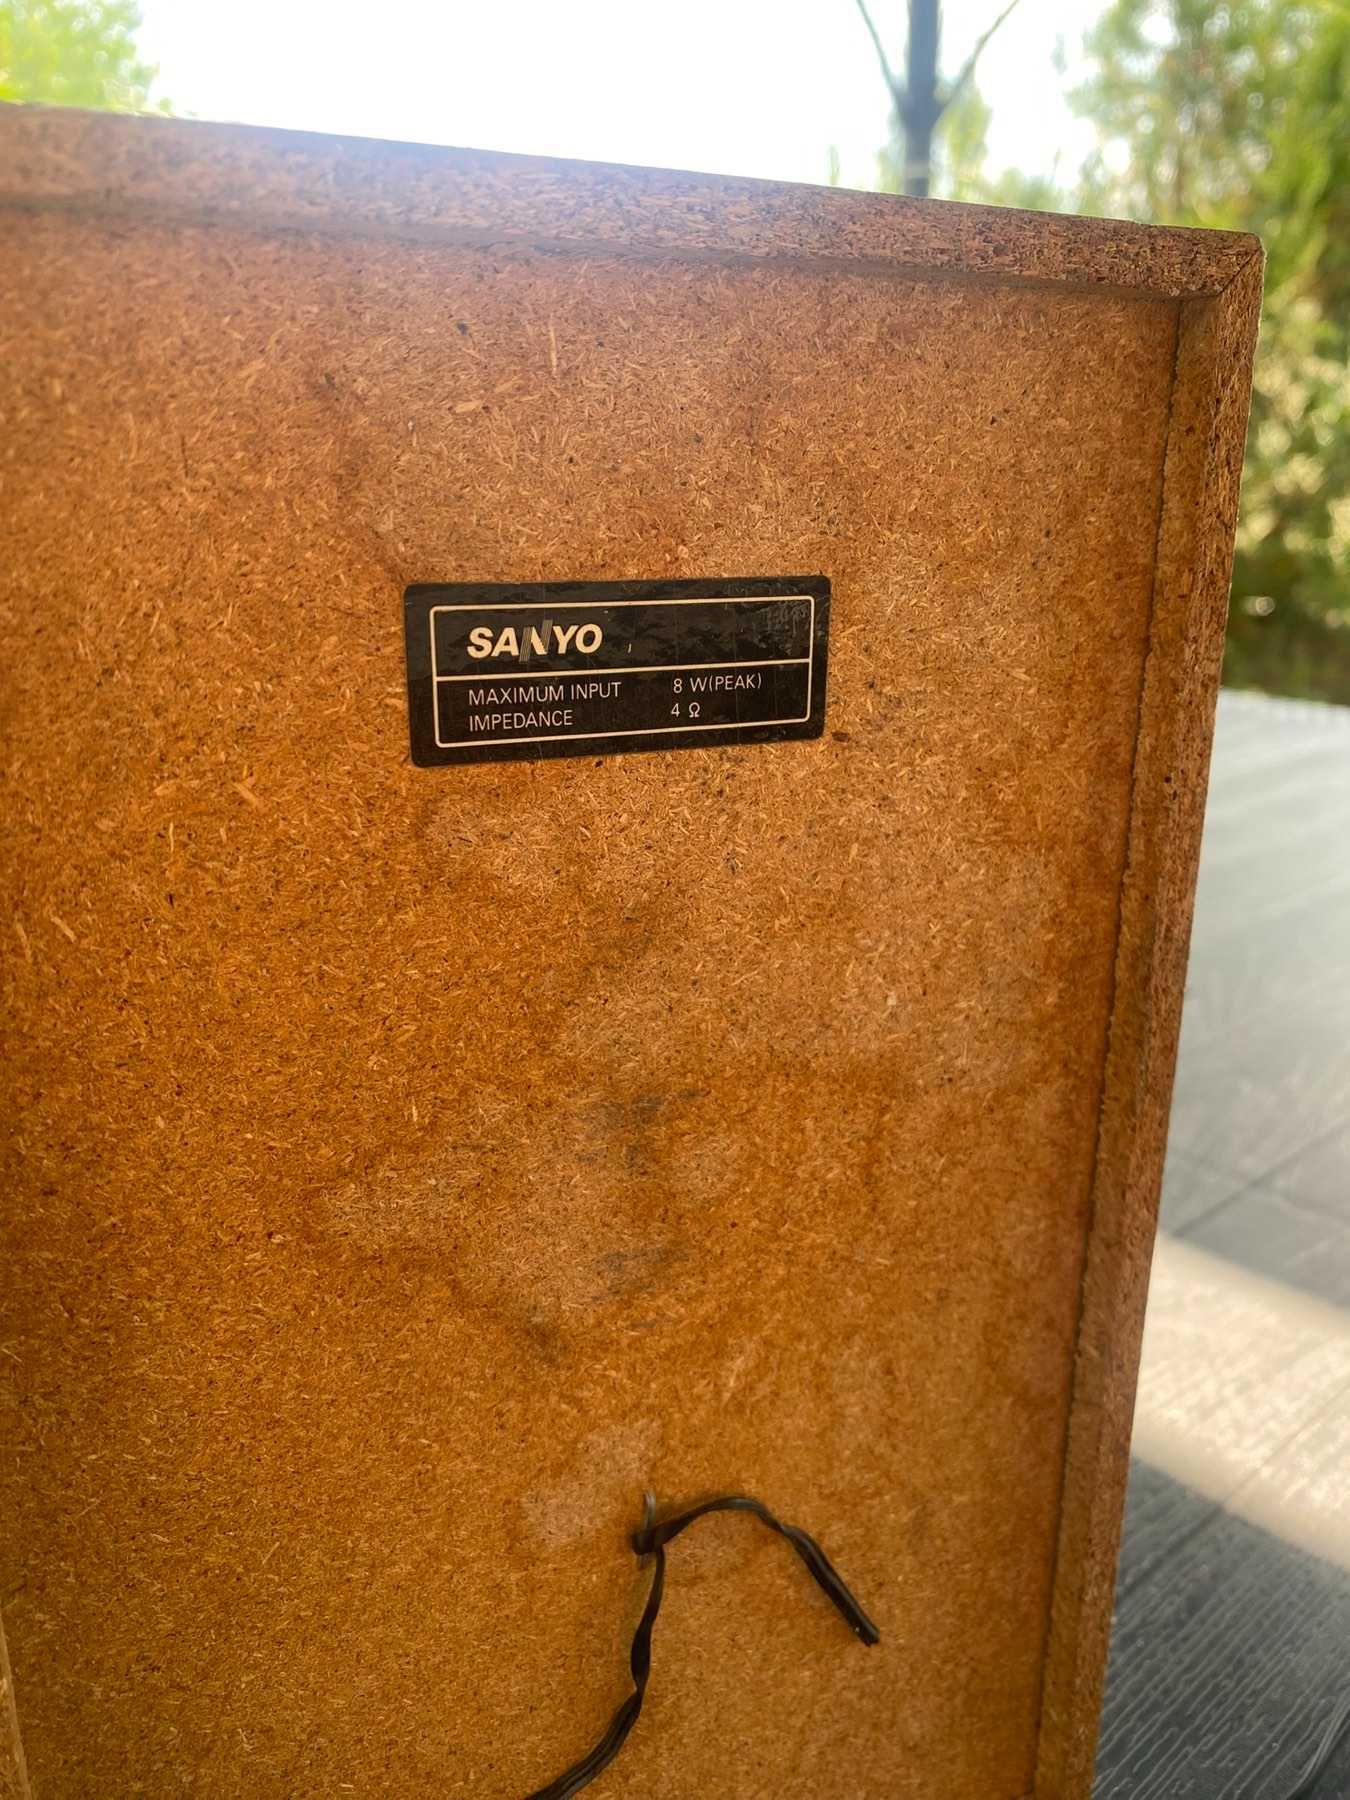 SANYO
MAXIMUM INPUT 8 W(PEAK)
IMPEDANCE 4 Ω